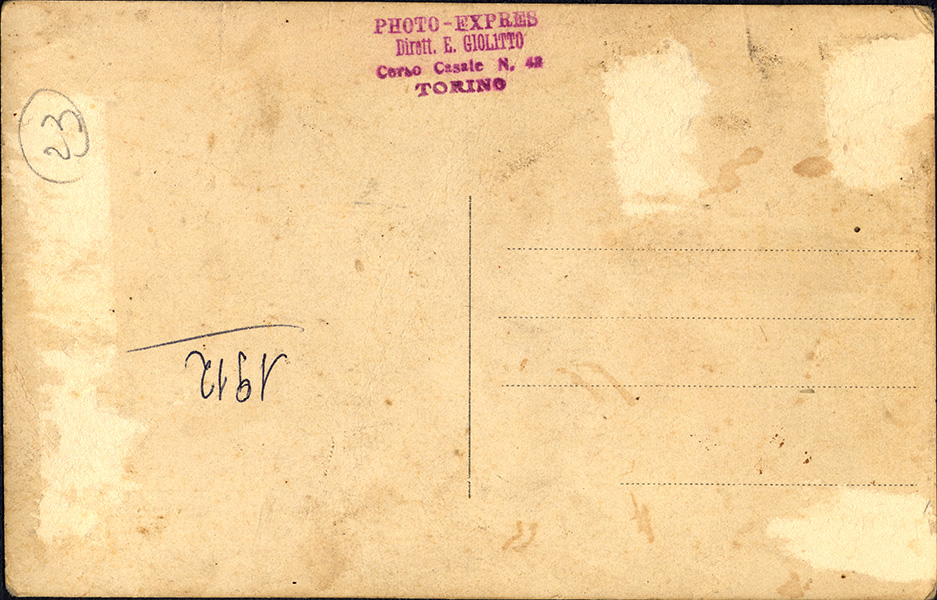 PHOTO-EXPRES
Dirett. E. GIOLITTO
Corso Casale N. 42
TORINO
23
1912